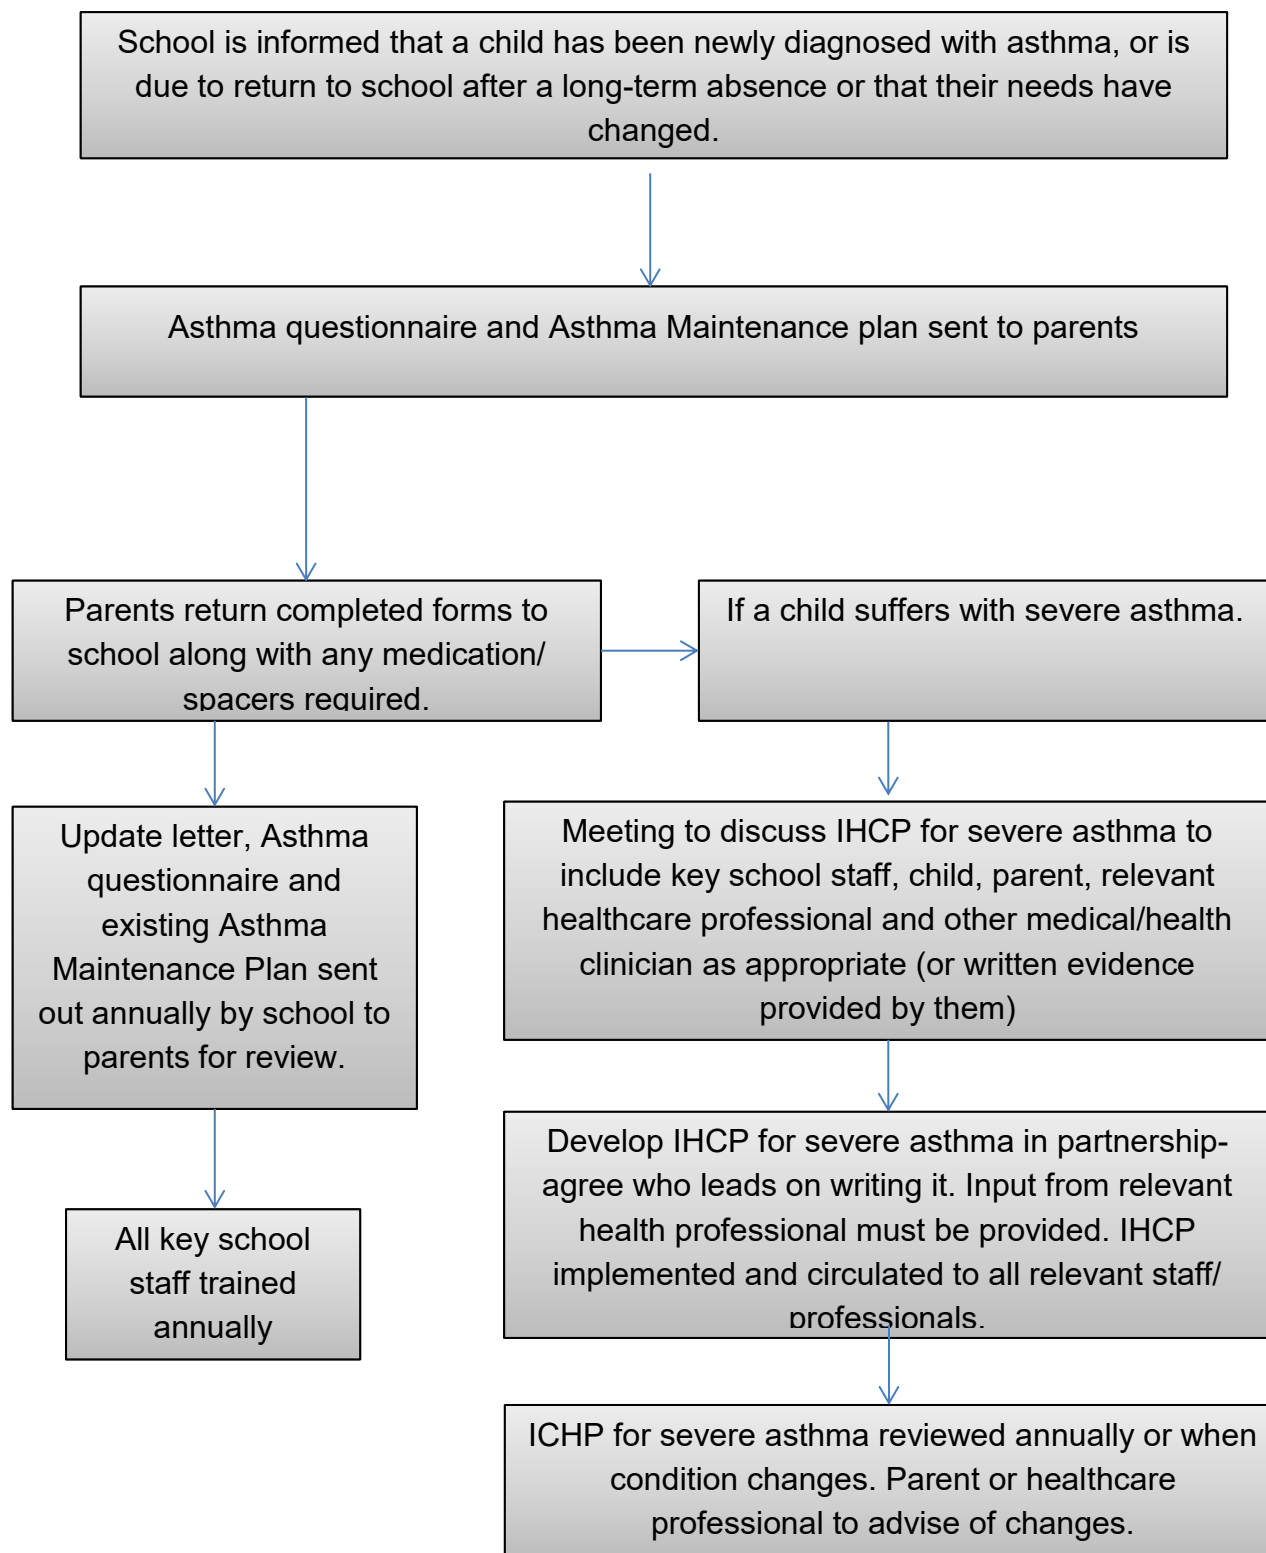 School is informed that a child has been newly diagnosed with asthma, or is
due to return to school after a long-term absence or that their needs have
changed.
Asthma questionnaire and Asthma Maintenance plan sent to parents
Parents return completed forms to
school along with any medication/
spacers required.
If a child suffers with severe asthma.
Update letter, Asthma
questionnaire and
existing Asthma
Maintenance Plan sent
out annually by school to
parents for review.
All key school
staff trained
annually
Meeting to discuss IHCP for severe asthma to
include key school staff, child, parent, relevant
healthcare professional and other medical/health
clinician as appropriate (or written evidence
provided by them)
Develop IHCP for severe asthma in partnership-
agree who leads on writing it. Input from relevant
health professional must be provided. IHCP
implemented and circulated to all relevant staff/
professionals.
ICHP for severe asthma reviewed annually or when
condition changes. Parent or healthcare
professional to advise of changes.